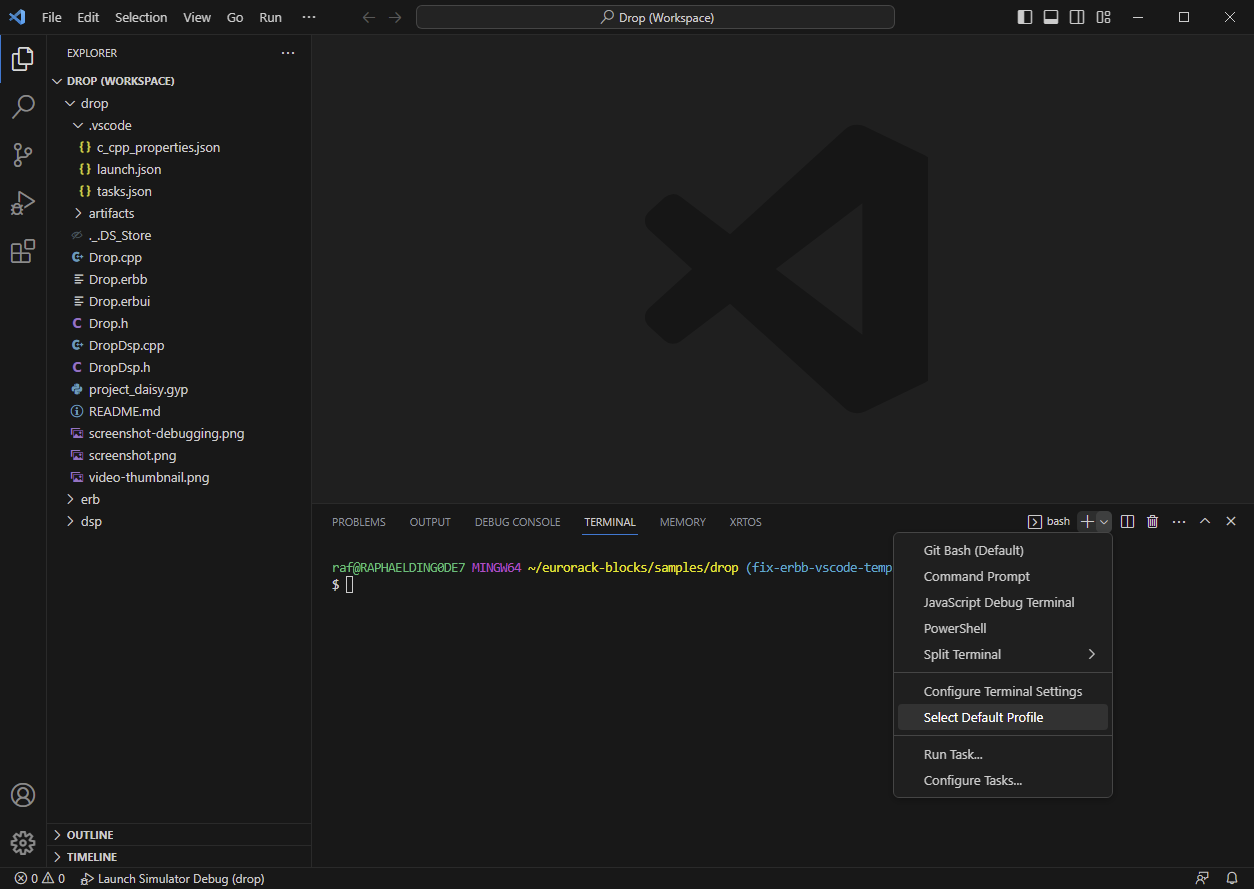 File Edit Selection View Go Run ···
Drop (Workspace)
EXPLORER ···
DROP (WORKSPACE)
drop
.vscode
{} c_cpp_properties.json
{} launch.json
{} tasks.json
artifacts
._.DS_Store
Drop.cpp
Drop.erbb
Drop.erbui
C Drop.h
DropDsp.cpp
C DropDsp.h
project_daisy.gyp
README.md
screenshot-debugging.png
screenshot.png
video-thumbnail.png
erb
dsp
OUTLINE
TIMELINE
PROBLEMS OUTPUT DEBUG CONSOLE TERMINAL MEMORY XRTOS
bash
raf@RAPHAELDING0DE7 MINGW64 ~/eurorack-blocks/samples/drop (fix-erbb-vscode-temp
$
Git Bash (Default)
Command Prompt
JavaScript Debug Terminal
PowerShell
Split Terminal
Configure Terminal Settings
Select Default Profile
Run Task...
Configure Tasks...
0 0 Launch Simulator Debug (drop)